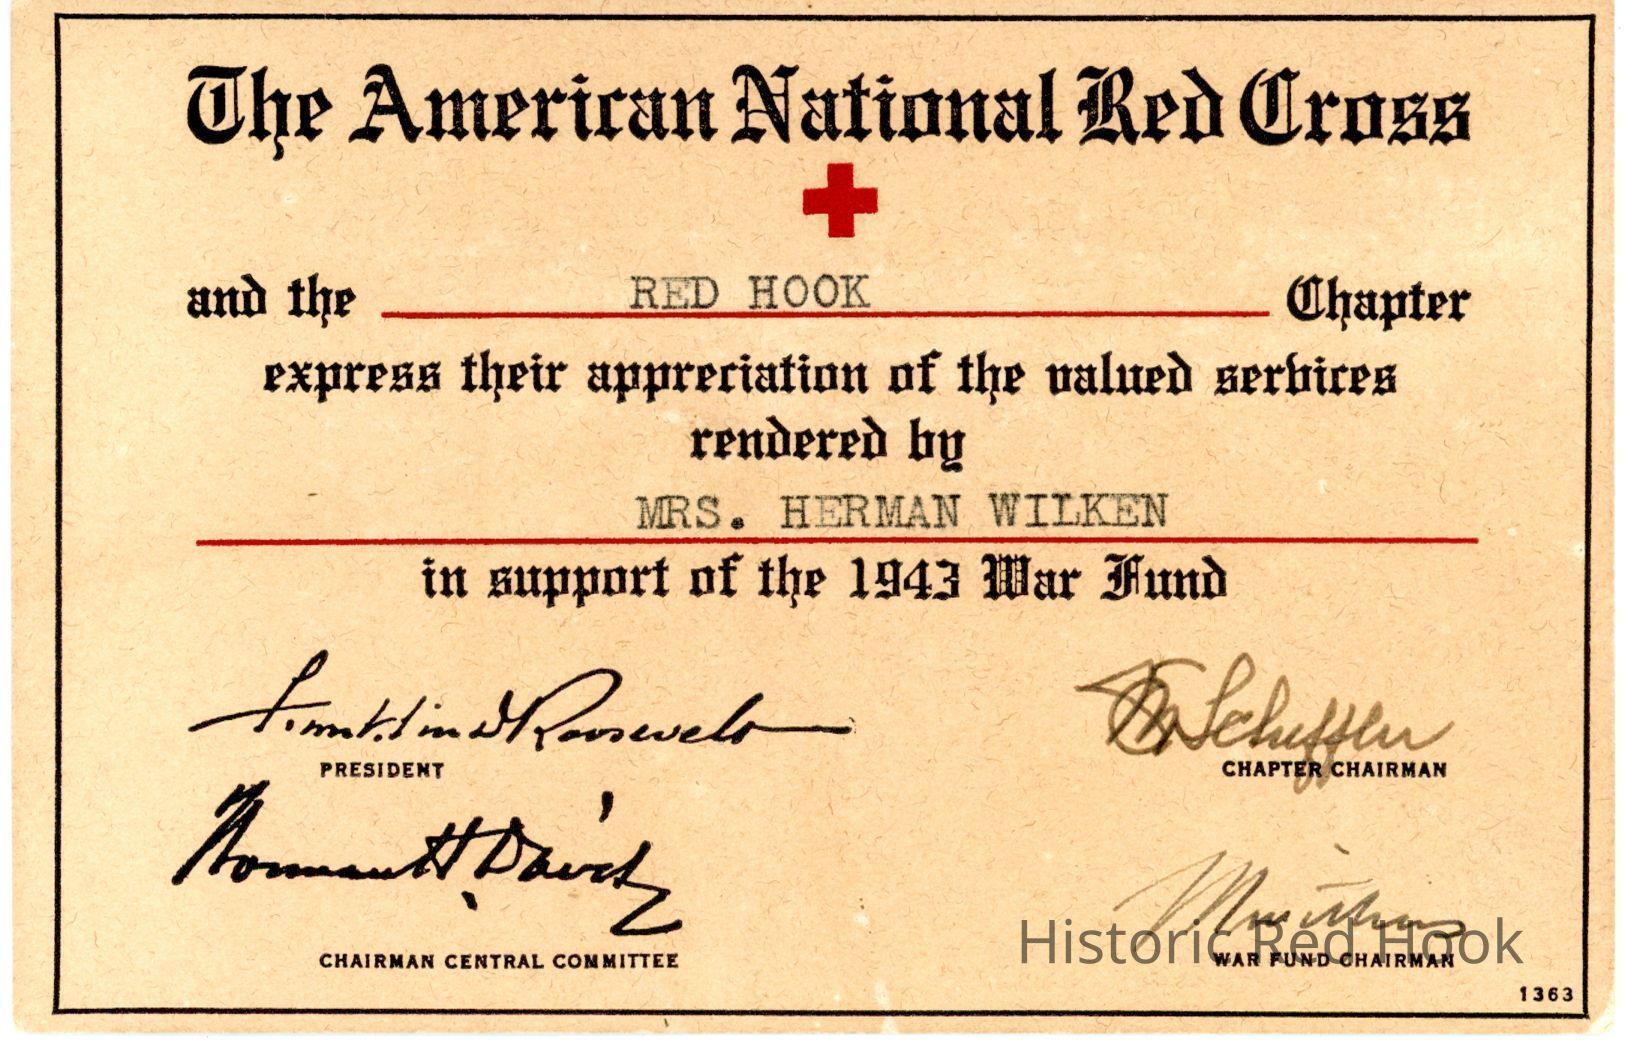 The American National Red Cross
and the RED HOOK Chapter
express their appreciation of the valued services
rendered by
MRS. HERMAN WILKEN
in support of the 1943 War Fund
Franklin D Roosevelt
Scheffler
PRESIDENT
CHAPTER CHAIRMAN
Norman H. Davis
Historic Red Hook
CHAIRMAN CENTRAL COMMITTEE
WAR FUND CHAIRMAN
1363